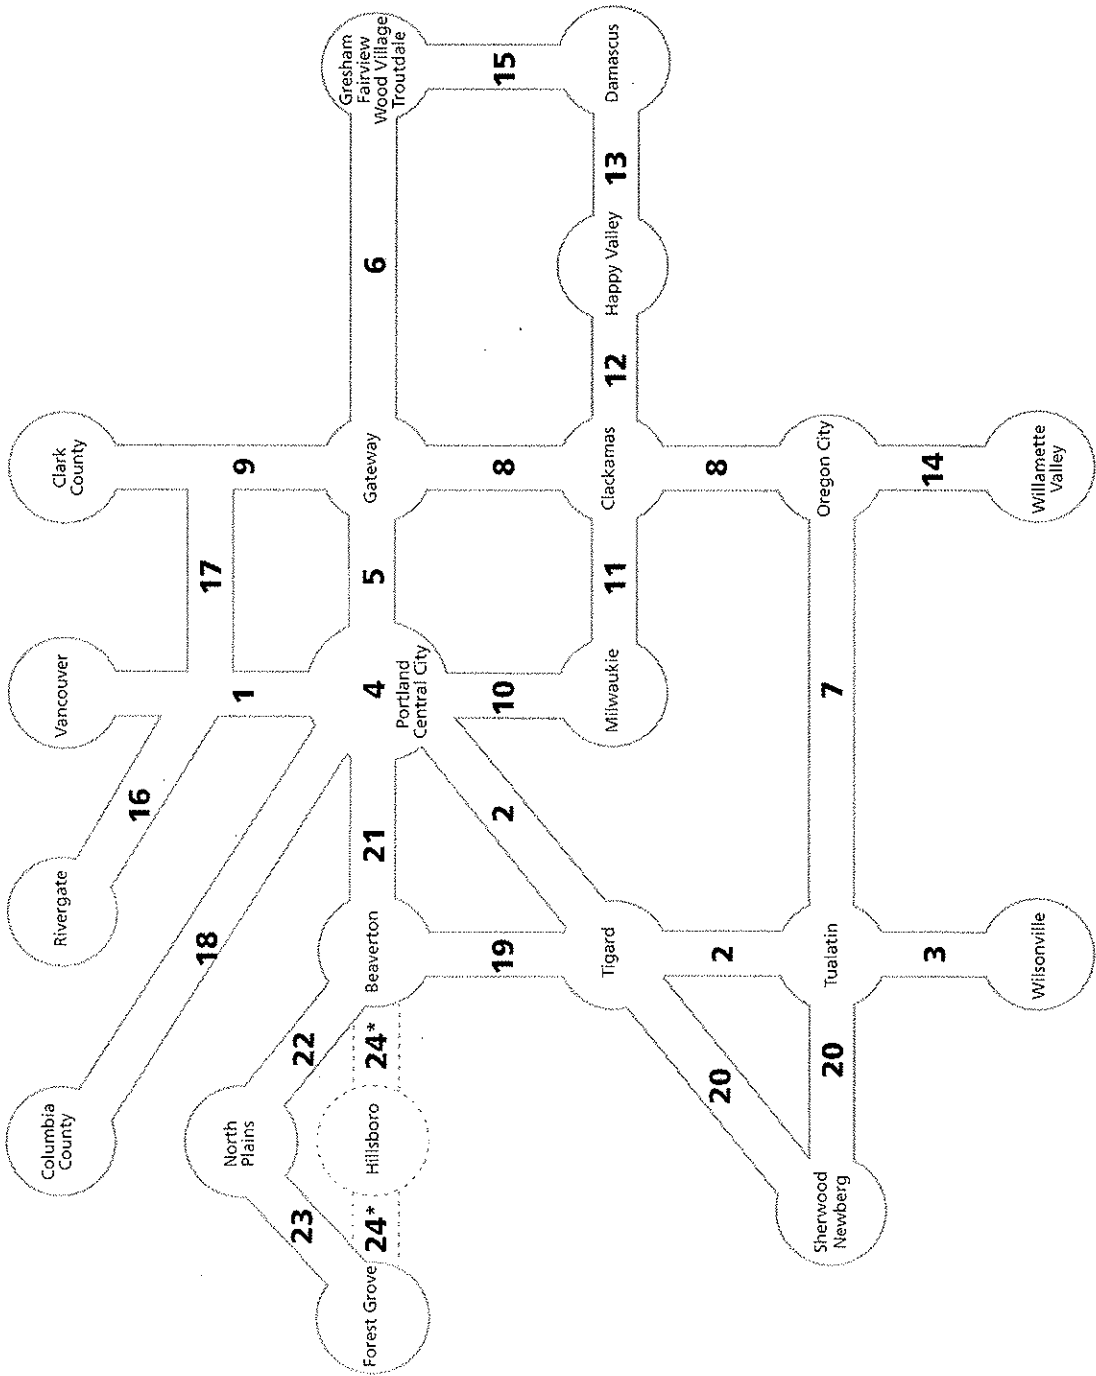 Columbia
County
Rivergate
Vancouver
Clark
County
16
18
17
North
Plains
1
9
23
22
Forest Grove
24*
Hillsboro
24*
Beaverton
21
4
Portland
Central City
5
Gateway
6
Gresham
Fairview
Wood Village
Troutdale
19
2
10
8
15
Tigard
Milwaukie
11
Clackamas
12
Happy Valley
13
Damascus
20
2
8
Sherwood
Newberg
20
Tualatin
7
Oregon City
3
14
Wilsonville
Willamette
Valley